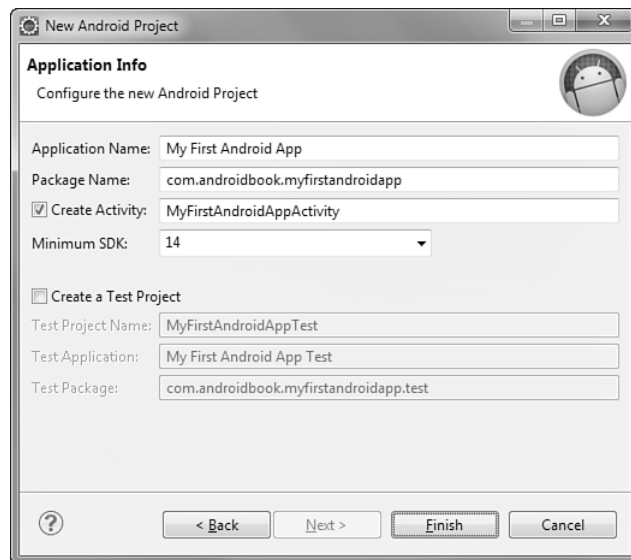 New Android Project
Application Info
Configure the new Android Project
Application Name: My First Android App
Package Name: com.androidbook.myfirstandroidapp
Create Activity: MyFirstAndroidAppActivity
Minimum SDK: 14
Create a Test Project
Test Project Name: MyFirstAndroidAppTest
Test Application: My First Android App Test
Test Package: com.androidbook.myfirstandroidapp.test
? < Back Next > Finish Cancel